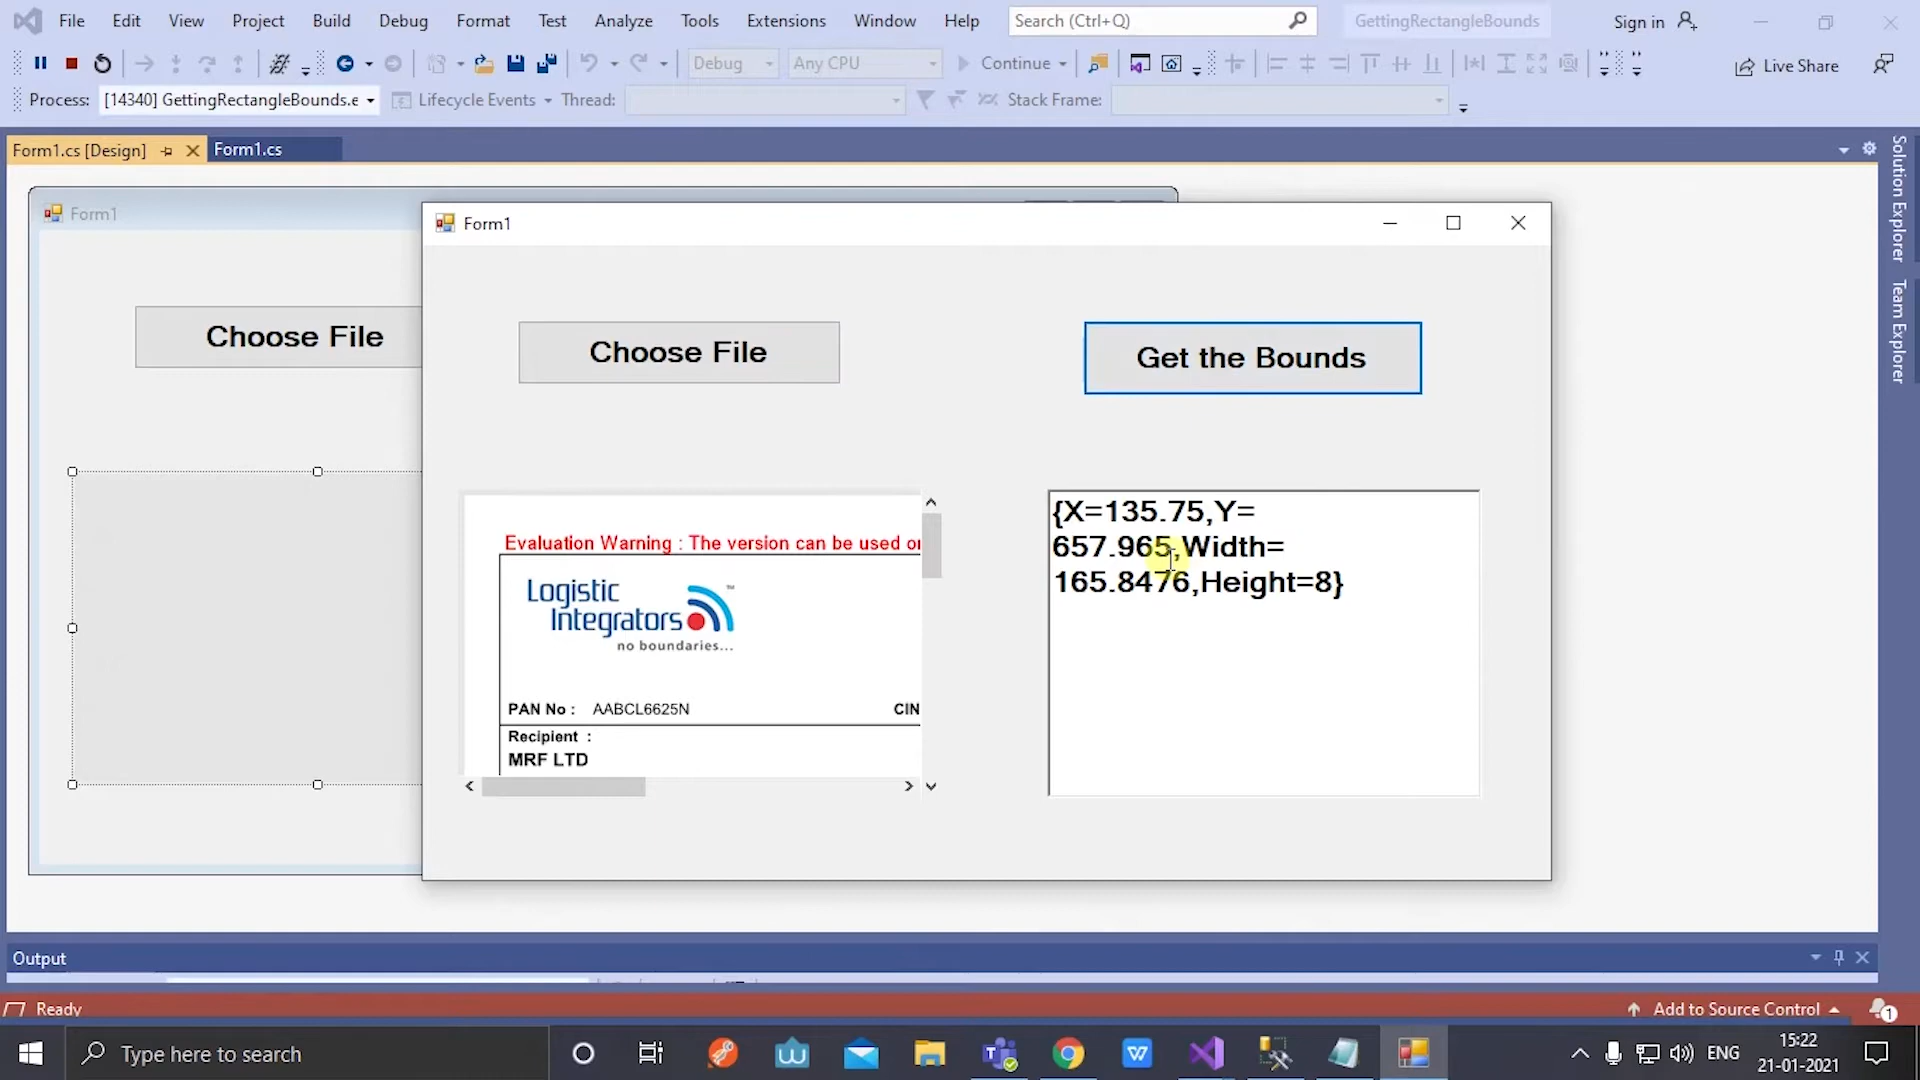 File Edit View Project Build Debug Format Test Analyze Tools Extensions Window Help Search (Ctrl+Q) GettingRectangleBounds Sign in
Debug Any CPU Continue Live Share
Process: [14340] GettingRectangleBounds.e Lifecycle Events Thread: Stack Frame:
Form1.cs [Design] Form1.cs
Solution Explorer
Team Explorer
Form1
Choose File
Form1
Choose File
Get the Bounds
Evaluation Warning : The version can be used
Logistic
Integrators™
no boundaries...
PAN No : AABCL6625N CIN
Recipient :
MRF LTD
{X=135.75,Y=
657.965,Width=
165.8476,Height=8}
Output
Ready Add to Source Control 1
Type here to search
ENG
15:22
21-01-2021